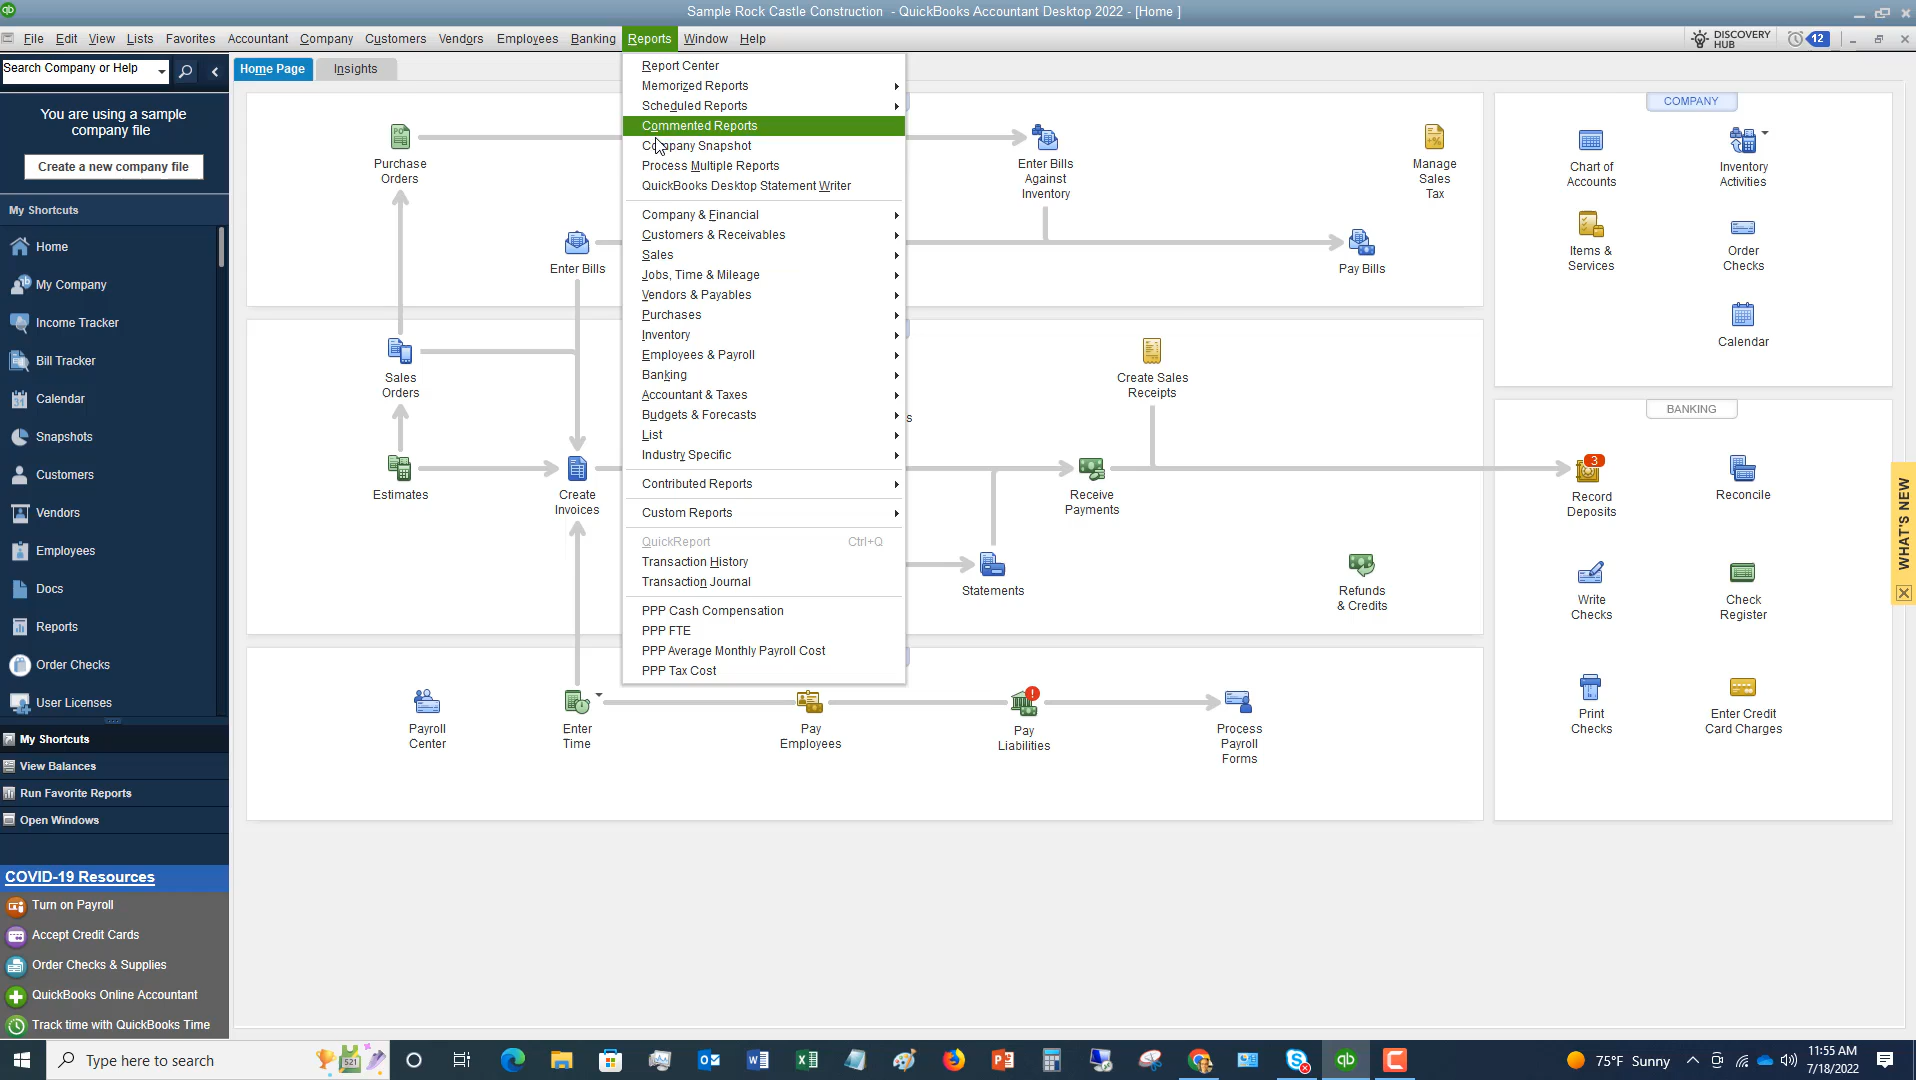 Sample Rock Castle Construction - QuickBooks Accountant Desktop 2022 - [Home ]
File Edit View Lists Favorites Accountant Company Customers Vendors Employees Banking Reports Window Help
DISCOVERY
HUB
12
Search Company or Help
Home Page
Insights
You are using a sample
company file
Create a new company file
My Shortcuts
Home
My Company
Income Tracker
Bill Tracker
Calendar
Snapshots
Customers
Vendors
Employees
Docs
Reports
Order Checks
User Licenses
My Shortcuts
View Balances
Run Favorite Reports
Open Windows
COVID-19 Resources
Turn on Payroll
Accept Credit Cards
Order Checks & Supplies
QuickBooks Online Accountant
Track time with QuickBooks Time
Report Center
Memorized Reports
Scheduled Reports
Commented Reports
Company Snapshot
Process Multiple Reports
QuickBooks Desktop Statement Writer
Company & Financial
Customers & Receivables
Sales
Jobs, Time & Mileage
Vendors & Payables
Purchases
Inventory
Employees & Payroll
Banking
Accountant & Taxes
Budgets & Forecasts
List
Industry Specific
Contributed Reports
Custom Reports
QuickReport Ctrl+Q
Transaction History
Transaction Journal
PPP Cash Compensation
PPP FTE
PPP Average Monthly Payroll Cost
PPP Tax Cost
PO
Purchase
Orders
Enter Bills
Against
Inventory
Manage
Sales
Tax
Enter Bills
Pay Bills
Sales
Orders
Create Sales
Receipts
s
Estimates
Create
Invoices
Receive
Payments
Statements
Refunds
& Credits
Payroll
Center
Enter
Time
Pay
Employees
Pay
Liabilities
Process
Payroll
Forms
COMPANY
Chart of
Accounts
Inventory
Activities
Items &
Services
Order
Checks
Calendar
BANKING
3
Record
Deposits
Reconcile
Write
Checks
Check
Register
Print
Checks
Enter Credit
Card Charges
WHAT'S NEW
Type here to search
521
75°F Sunny
11:55 AM
7/18/2022